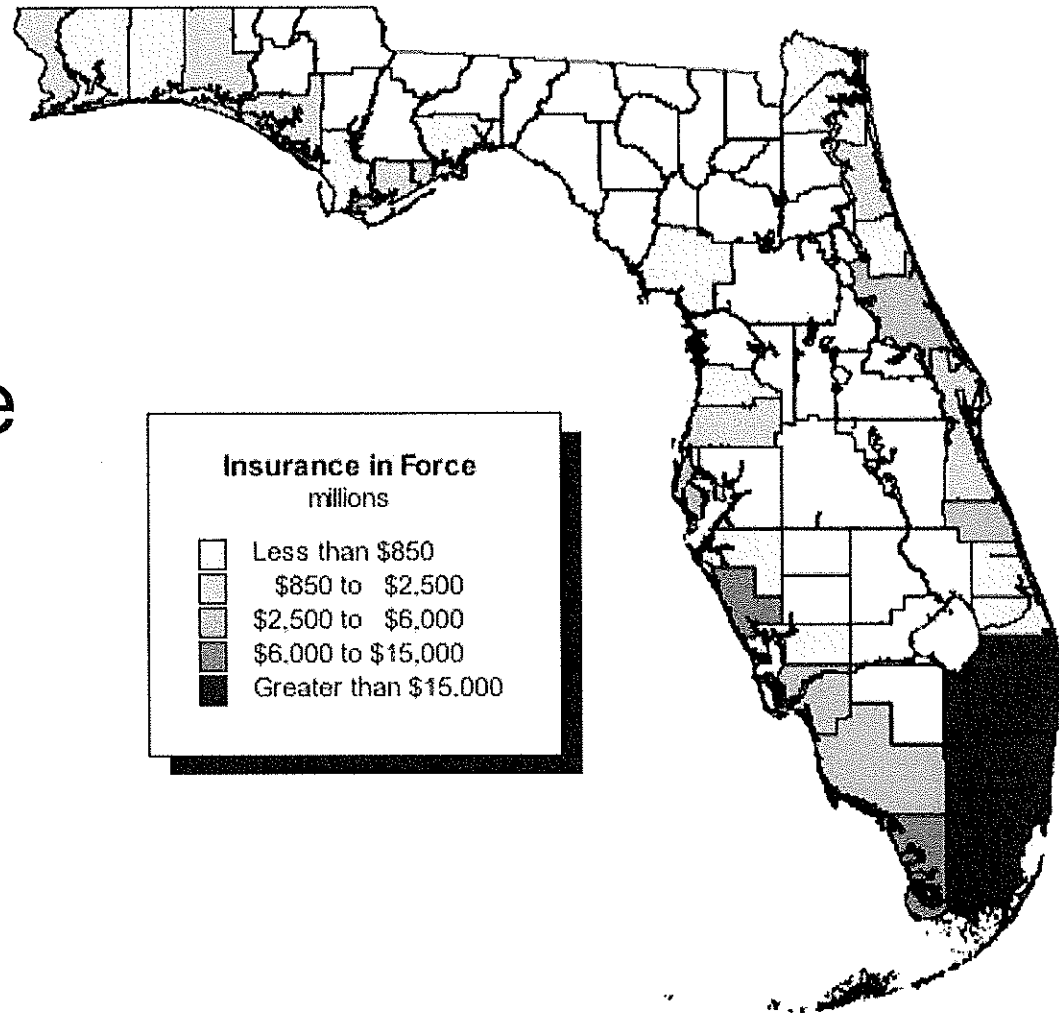 e
Insurance in Force
millions
Less than $850
$850 to $2,500
$2,500 to $6,000
$6,000 to $15,000
Greater than $15.000